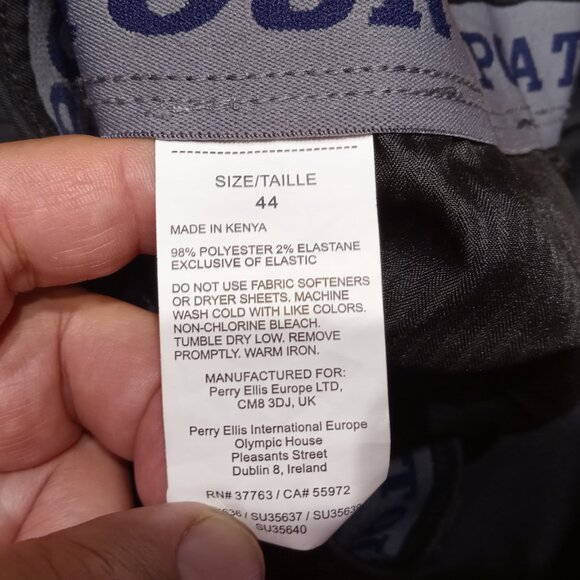 SIZE/TAILLE
44
MADE IN KENYA
98% POLYESTER 2% ELASTANE
EXCLUSIVE OF ELASTIC
DO NOT USE FABRIC SOFTENERS
OR DRYER SHEETS. MACHINE
WASH COLD WITH LIKE COLORS.
NON-CHLORINE BLEACH.
TUMBLE DRY LOW. REMOVE
PROMPTLY. WARM IRON.
MANUFACTURED FOR:
Perry Ellis Europe LTD,
CM8 3DJ, UK
Perry Ellis International Europe
Olympic House
Pleasants Street
Dublin 8, Ireland
RN# 37763 / CA# 55972
/ SU35637 /
SU35640